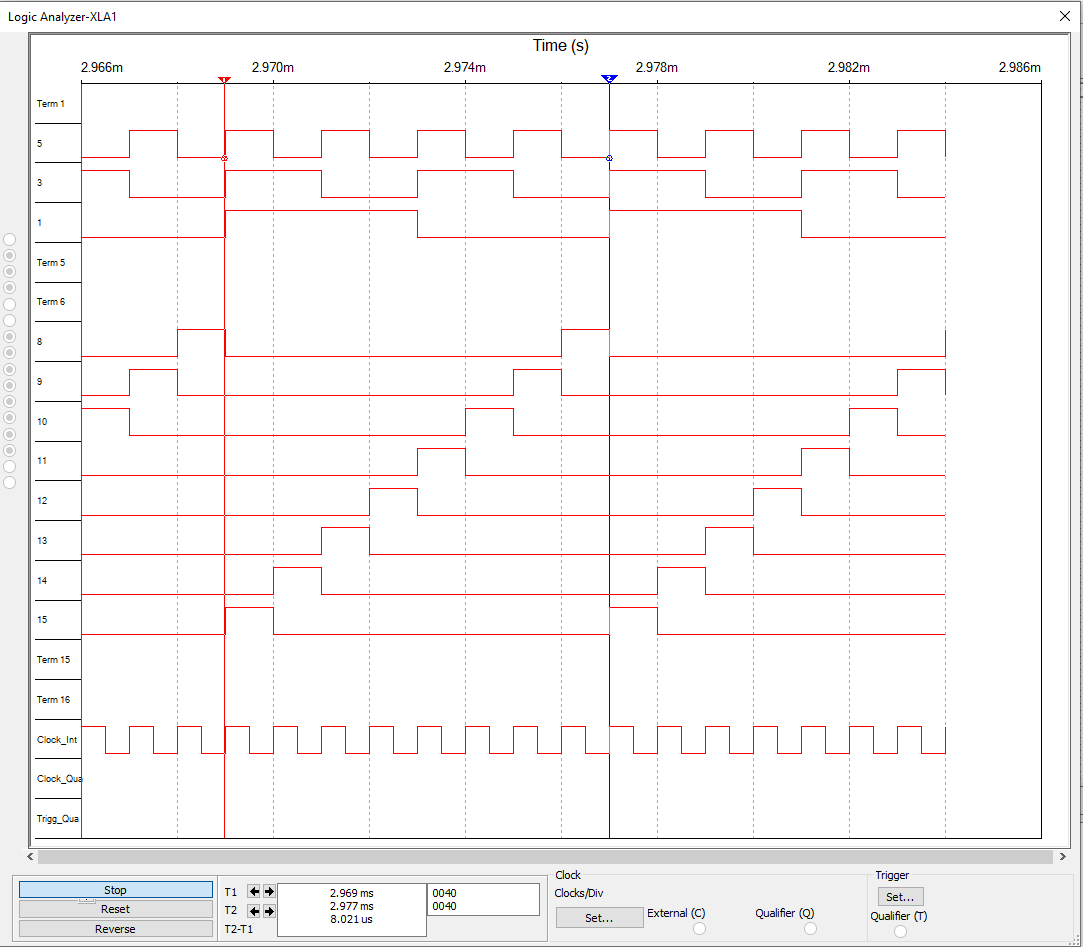 Logic Analyzer-XLA1
Time (s)
2.966m 2.970m 2.974m 2.978m 2.982m 2.986m
1 2
Term 1
5
3
1
Term 5
Term 6
8
9
10
11
12
13
14
15
Term 15
Term 16
Clock_Int
Clock_Qua
Trigg_Qua
Stop
Reset
Reverse
T1
T2
T2-T1
2.969 ms
2.977 ms
8.021 us
0040
0040
Clock
Clocks/Div
Set...
External (C)
Qualifier (Q)
Trigger
Set...
Qualifier (T)